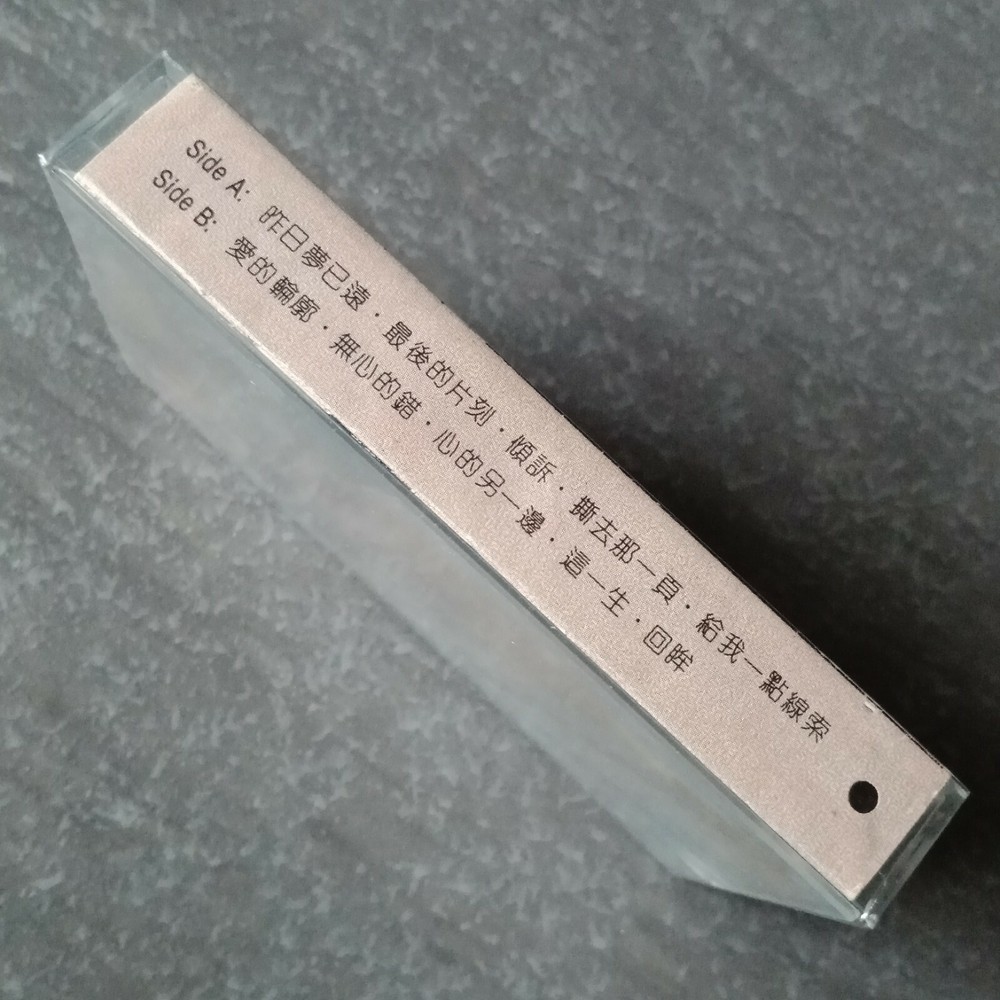 Side A: 昨日夢已遠・最後的片刻・傾訴・撕去那一頁・給我一點線索
Side B: 愛的輪廓・無心的錯・心的另一邊・這一生・回眸